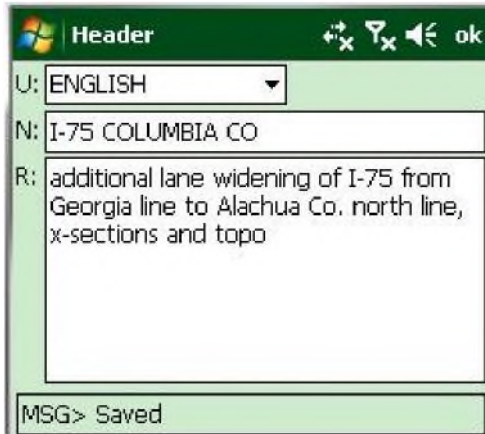 Header ok
U: ENGLISH
N: I-75 COLUMBIA CO
R: additional lane widening of I-75 from
Georgia line to Alachua Co. north line,
x-sections and topo
MSG> Saved